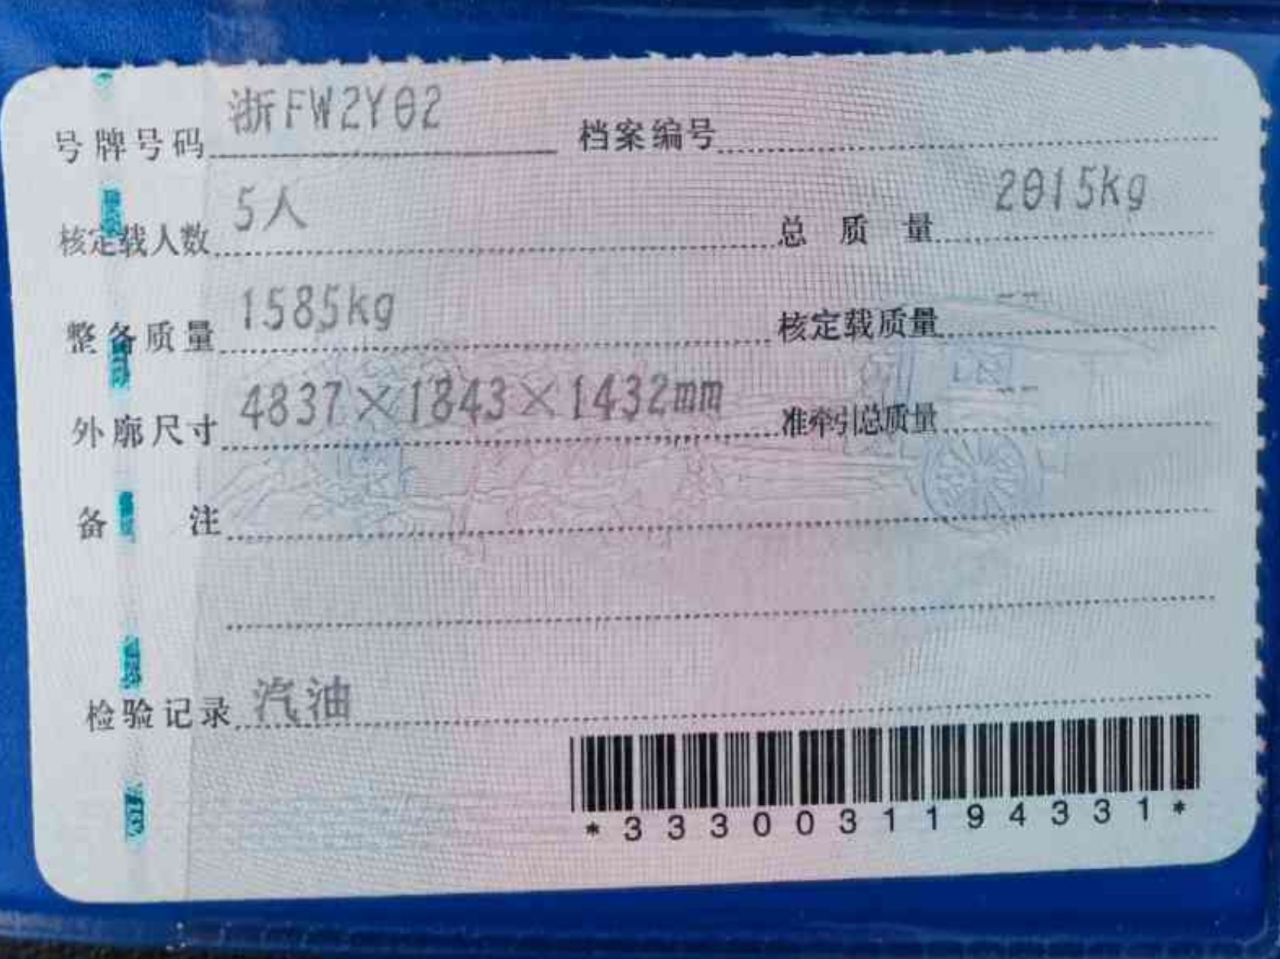 号牌号码 浙FW2Y02 档案编号
核定载人数 5人 总质量 2015kg
整备质量 1585kg 核定载质量 --
外廓尺寸 4837×1843×1432mm 准牵引总质量 --
备注
检验记录 汽油
*3330031194331*